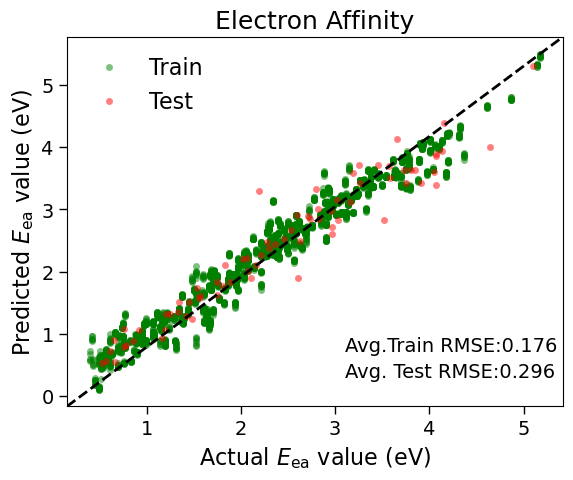 Electron Affinity
Train
Test
Predicted E_ea value (eV)
5
4
3
2
1
0
Avg.Train RMSE:0.176
Avg. Test RMSE:0.296
1 2 3 4 5
Actual E_ea value (eV)